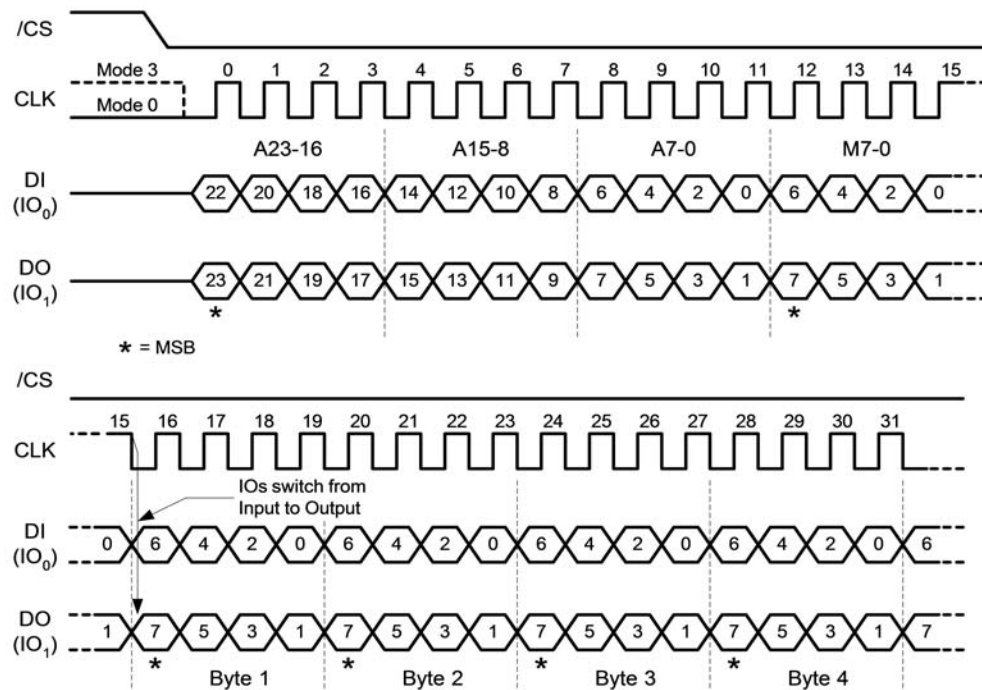 /CS
Mode 3
0 1 2 3 4 5 6 7 8 9 10 11 12 13 14 15
CLK
Mode 0
A23-16 A15-8 A7-0 M7-0
DI
(IO0)
22 20 18 16 14 12 10 8 6 4 2 0 6 4 2 0
DO
(IO1)
23 21 19 17 15 13 11 9 7 5 3 1 7 5 3 1
* *
* = MSB
/CS
15 16 17 18 19 20 21 22 23 24 25 26 27 28 29 30 31
CLK
IOs switch from
Input to Output
DI
(IO0)
0 6 4 2 0 6 4 2 0 6 4 2 0 6 4 2 0 6
DO
(IO1)
1 7 5 3 1 7 5 3 1 7 5 3 1 7 5 3 1 7
* * * *
Byte 1 Byte 2 Byte 3 Byte 4